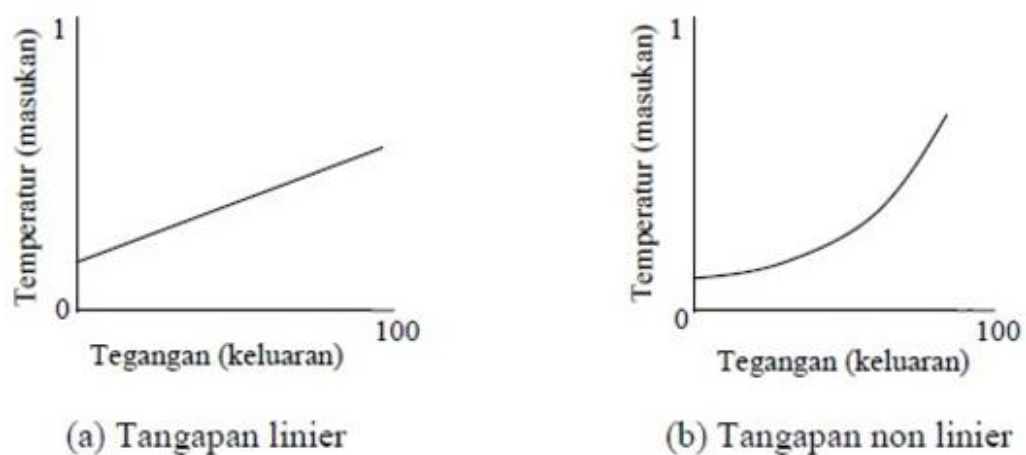 1
Temperatur (masukan)
0
100
Tegangan (keluaran)
(a) Tangapan linier
1
Temperatur (masukan)
0
100
Tegangan (keluaran)
(b) Tangapan non linier